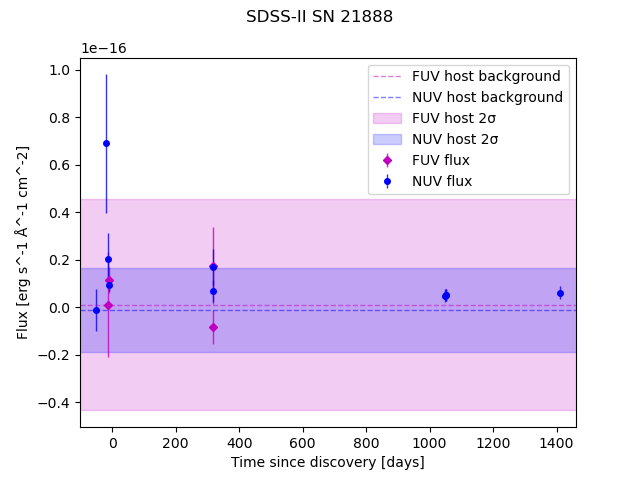 SDSS-II SN 21888
1e−16
FUV host background
NUV host background
FUV host 2σ
NUV host 2σ
FUV flux
NUV flux
Flux [erg s^-1 Å^-1 cm^-2]
1.0
0.8
0.6
0.4
0.2
0.0
−0.2
−0.4
0 200 400 600 800 1000 1200 1400
Time since discovery [days]